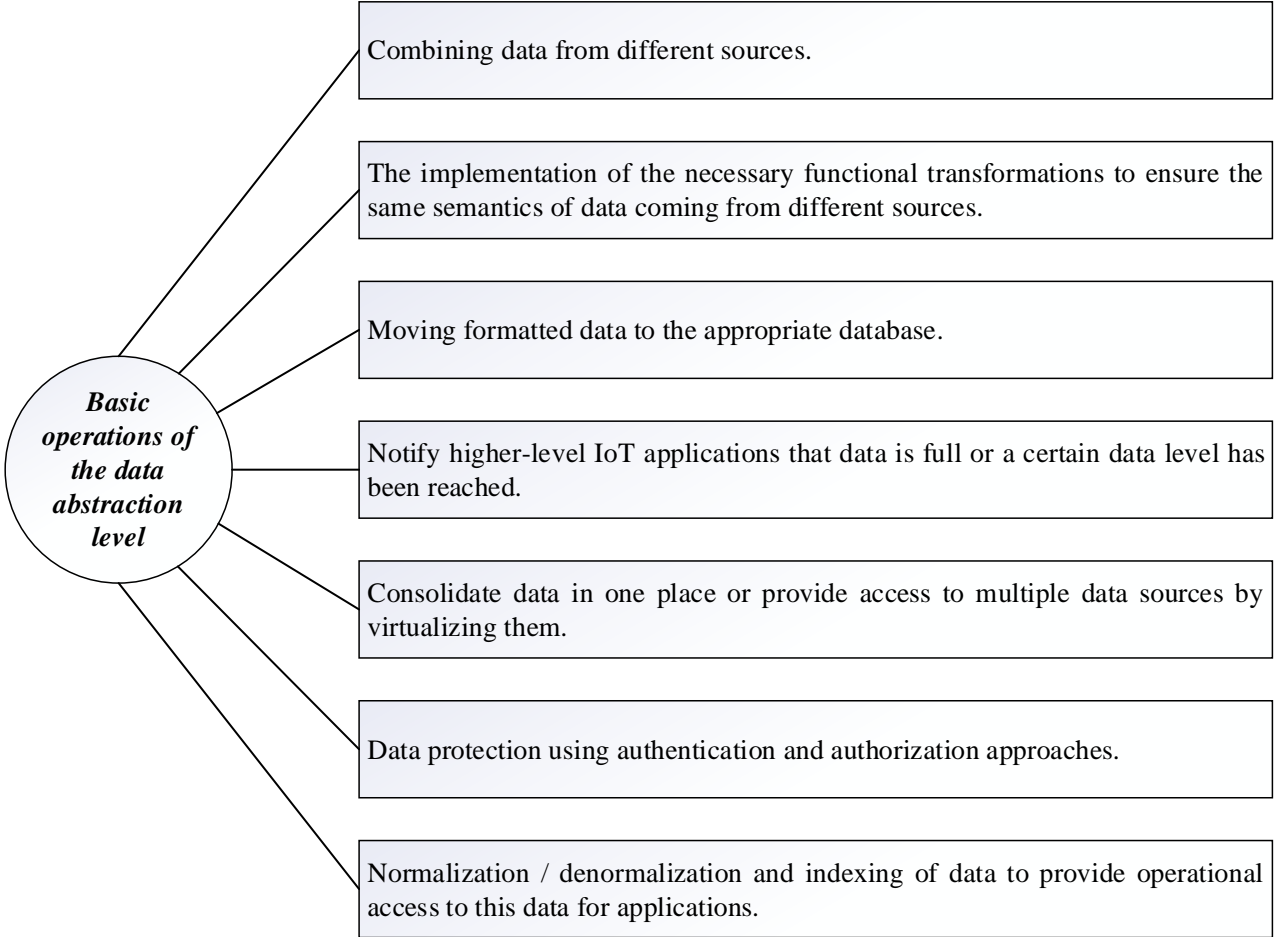 Combining data from different sources.
The implementation of the necessary functional transformations to ensure the
same semantics of data coming from different sources.
Moving formatted data to the appropriate database.
Basic
operations of
the data
abstraction
level
Notify higher-level IoT applications that data is full or a certain data level has
been reached.
Consolidate data in one place or provide access to multiple data sources by
virtualizing them.
Data protection using authentication and authorization approaches.
Normalization / denormalization and indexing of data to provide operational
access to this data for applications.